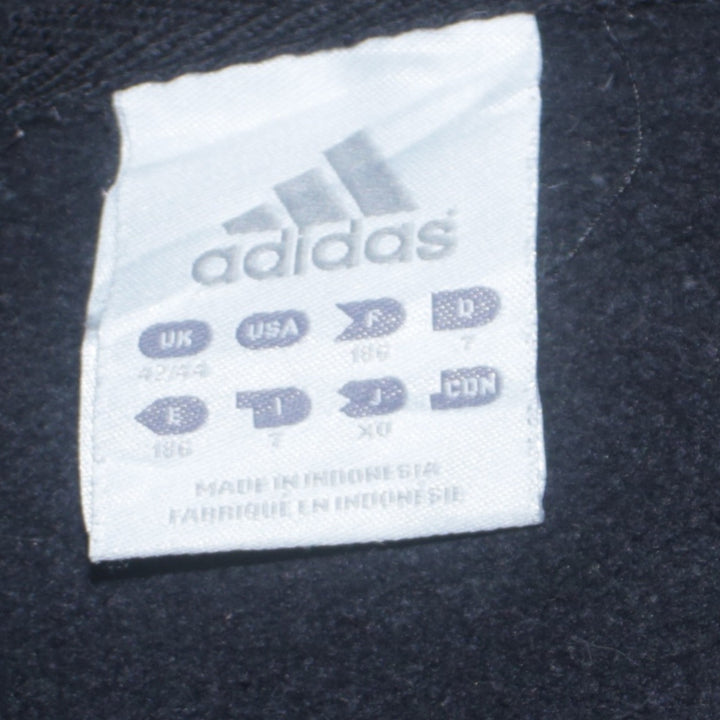 adidas
UK USA F D
42/44 186 7
E I J CDN
186 7 XO
MADE IN INDONESIA
FABRIQUÉ EN INDONÉSIE